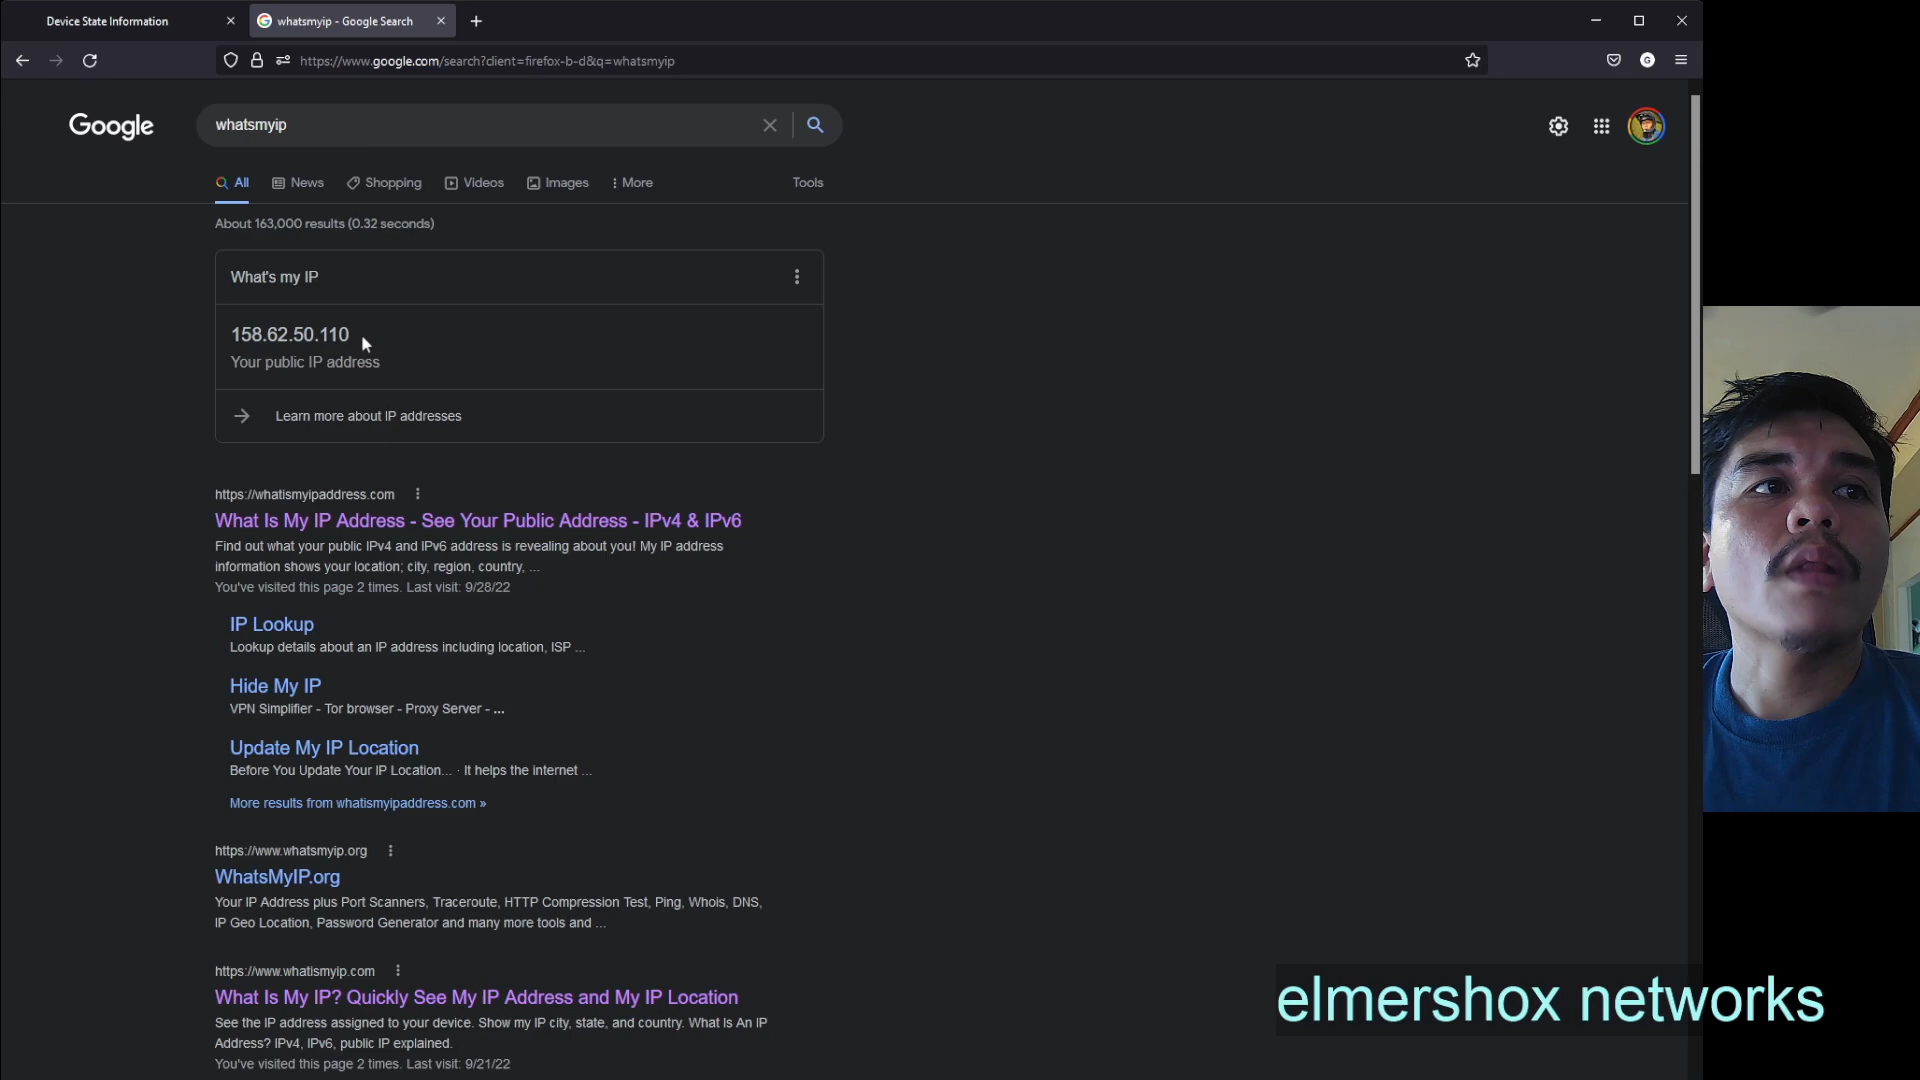 Device State Information
whatsmyip - Google Search
https://www.google.com/search?client=firefox-b-d&q=whatsmyip
G
Google
whatsmyip
All
News
Shopping
Videos
Images
More
Tools
About 163,000 results (0.32 seconds)
What's my IP
158.62.50.110
Your public IP address
Learn more about IP addresses
https://whatismyipaddress.com
What Is My IP Address - See Your Public Address - IPv4 & IPv6
Find out what your public IPv4 and IPv6 address is revealing about you! My IP address
information shows your location; city, region, country, ...
You've visited this page 2 times. Last visit: 9/28/22
IP Lookup
Lookup details about an IP address including location, ISP ...
Hide My IP
VPN Simplifier - Tor browser - Proxy Server - ...
Update My IP Location
Before You Update Your IP Location... · It helps the internet ...
More results from whatismyipaddress.com »
https://www.whatsmyip.org
WhatsMyIP.org
Your IP Address plus Port Scanners, Traceroute, HTTP Compression Test, Ping, Whois, DNS,
IP Geo Location, Password Generator and many more tools and ...
https://www.whatismyip.com
What Is My IP? Quickly See My IP Address and My IP Location
See the IP address assigned to your device. Show my IP city, state, and country. What Is An IP
Address? IPv4, IPv6, public IP explained.
You've visited this page 2 times. Last visit: 9/21/22
elmershox networks